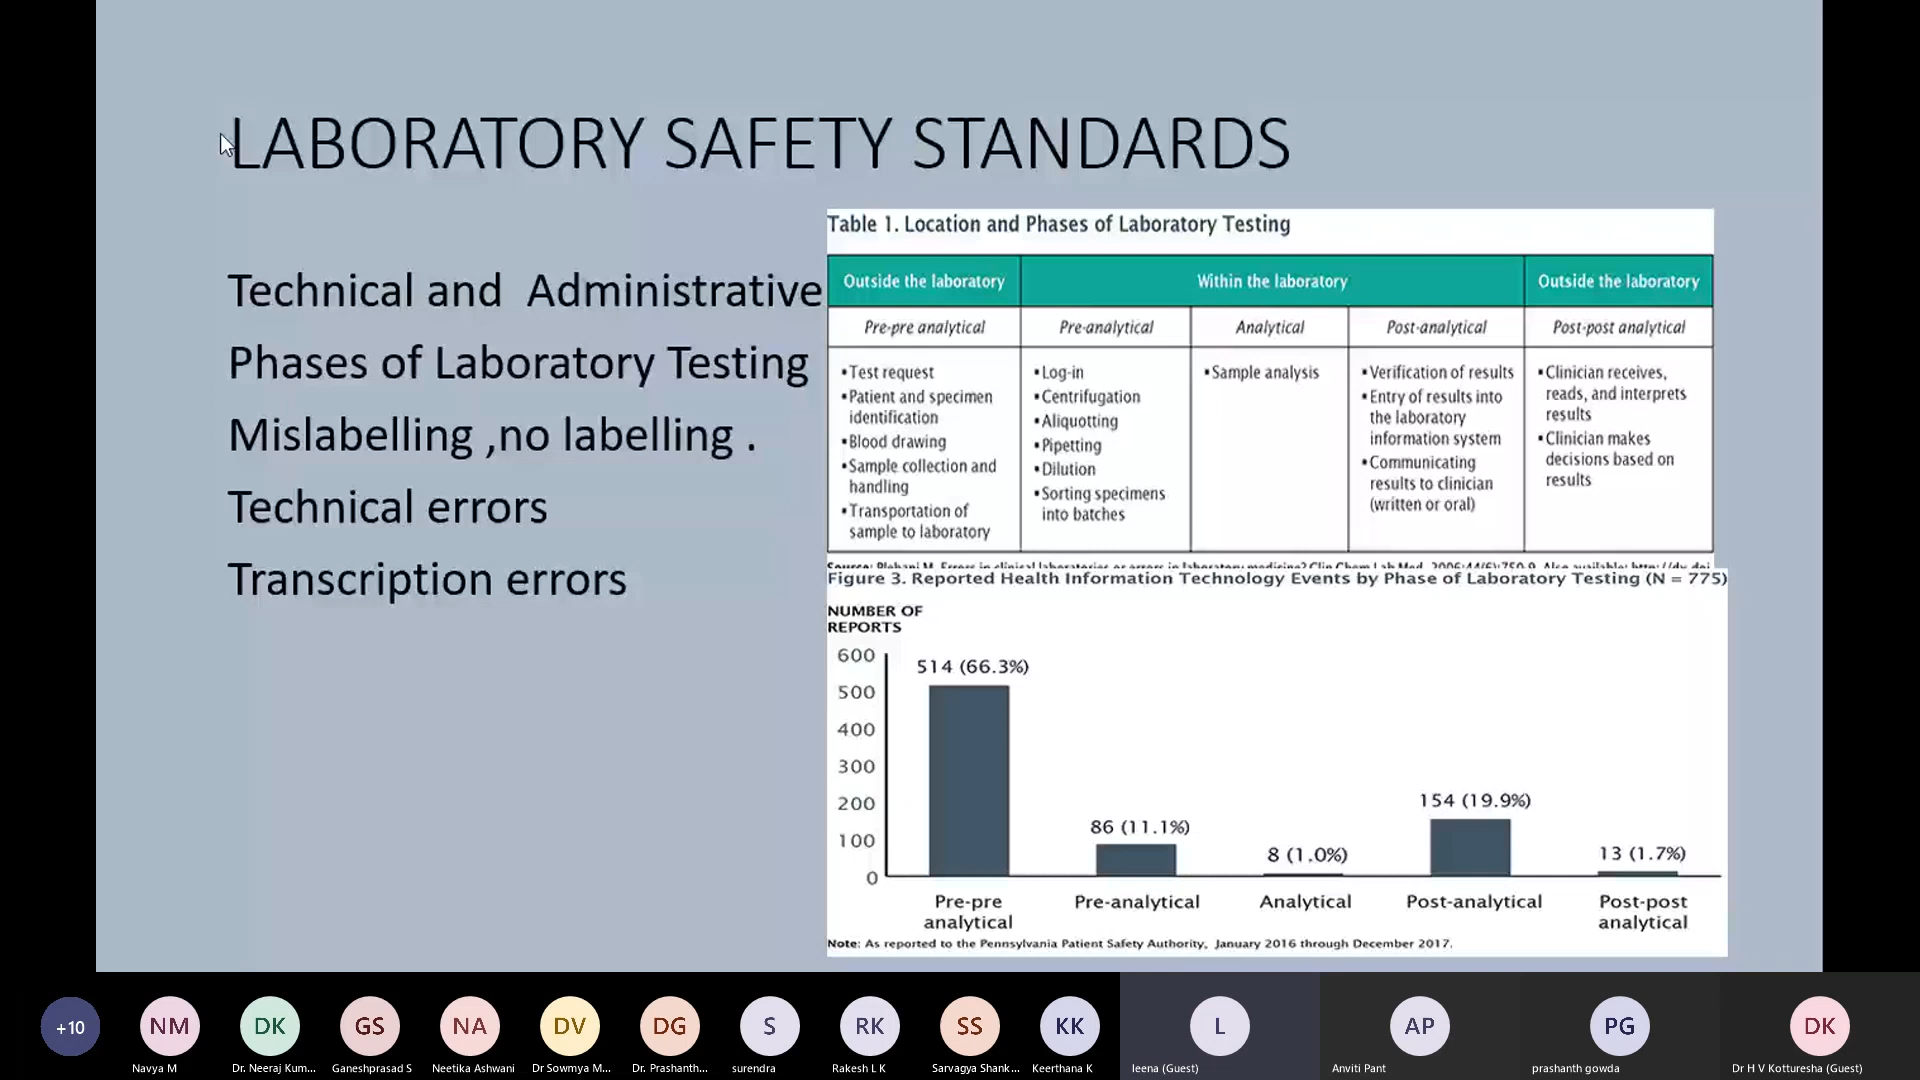 LABORATORY SAFETY STANDARDS
Technical and Administrative
Phases of Laboratory Testing
Mislabelling ,no labelling .
Technical errors
Transcription errors
Table 1. Location and Phases of Laboratory Testing
Outside the laboratory
Within the laboratory
Outside the laboratory
Pre-pre analytical
Pre-analytical
Analytical
Post-analytical
Post-post analytical
▪Test request
▪Patient and specimen
identification
▪Blood drawing
▪Sample collection and
handling
▪Transportation of
sample to laboratory
▪Log-in
▪Centrifugation
▪Aliquotting
▪Pipetting
▪Dilution
▪Sorting specimens
into batches
▪Sample analysis
▪Verification of results
▪Entry of results into
the laboratory
information system
▪Communicating
results to clinician
(written or oral)
▪Clinician receives,
reads, and interprets
results
▪Clinician makes
decisions based on
results
Figure 3. Reported Health Information Technology Events by Phase of Laboratory Testing (N = 775)
NUMBER OF
REPORTS
600
500
400
300
200
100
0
514 (66.3%)
86 (11.1%)
8 (1.0%)
154 (19.9%)
13 (1.7%)
Pre-pre
analytical
Pre-analytical
Analytical
Post-analytical
Post-post
analytical
Note: As reported to the Pennsylvania Patient Safety Authority, January 2016 through December 2017.
+10
NM
DK
GS
NA
DV
DG
S
RK
SS
KK
L
AP
PG
DK
Navya M
Dr. Neeraj Kum...
Ganeshprasad S
Neetika Ashwani
Dr Sowmya M...
Dr. Prashanth...
surendra
Rakesh L K
Sarvagya Shank...
Keerthana K
leena (Guest)
Anviti Pant
prashanth gowda
Dr H V Kotturesha (Guest)